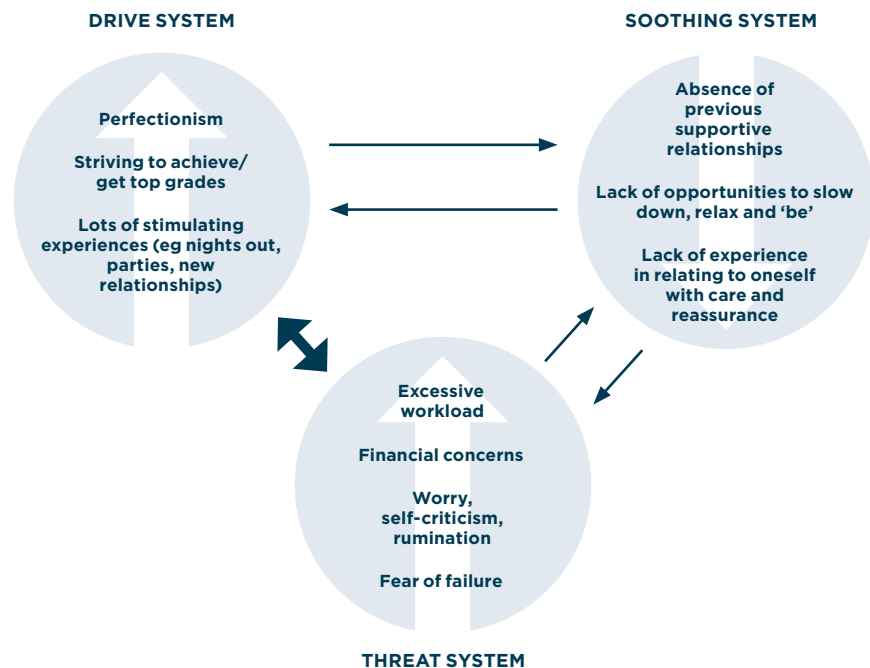 DRIVE SYSTEM
Perfectionism
Striving to achieve/
get top grades
Lots of stimulating
experiences (eg nights out,
parties, new
relationships)
SOOTHING SYSTEM
Absence of
previous
supportive
relationships
Lack of opportunities to slow
down, relax and ‘be’
Lack of experience
in relating to oneself
with care and
reassurance
Excessive
workload
Financial concerns
Worry,
self-criticism,
rumination
Fear of failure
THREAT SYSTEM